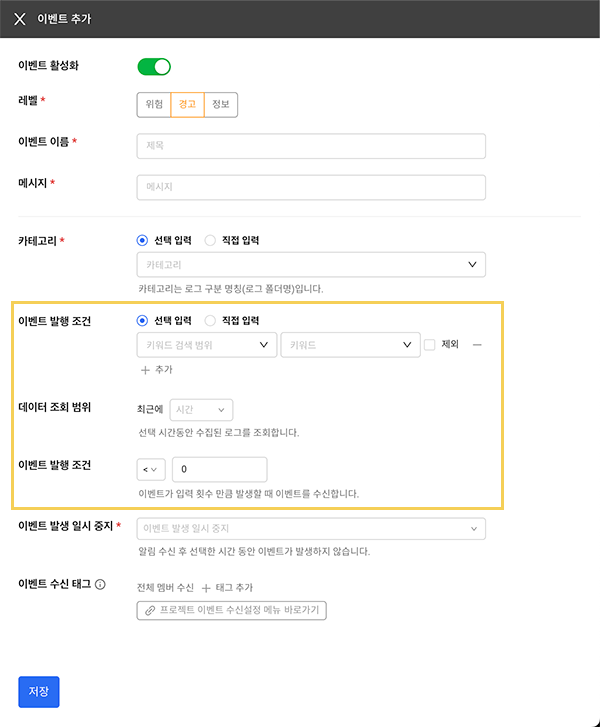 이벤트 추가
이벤트 활성화
레벨 * 위험 경고 정보
이벤트 이름 * 제목
메시지 * 메시지
카테고리 * 선택 입력 직접 입력
카테고리
카테고리는 로그 구분 명칭(로그 폴더명)입니다.
이벤트 발행 조건 선택 입력 직접 입력
키워드 검색 범위 키워드 제외
+ 추가
데이터 조회 범위 최근에 시간
선택 시간동안 수집된 로그를 조회합니다.
이벤트 발행 조건 < 0
이벤트가 입력 횟수 만큼 발생할 때 이벤트를 수신합니다.
이벤트 발생 일시 중지 * 이벤트 발생 일시 중지
알림 수신 후 선택한 시간 동안 이벤트가 발생하지 않습니다.
이벤트 수신 태그 전체 멤버 수신 + 태그 추가
프로젝트 이벤트 수신설정 메뉴 바로가기
저장